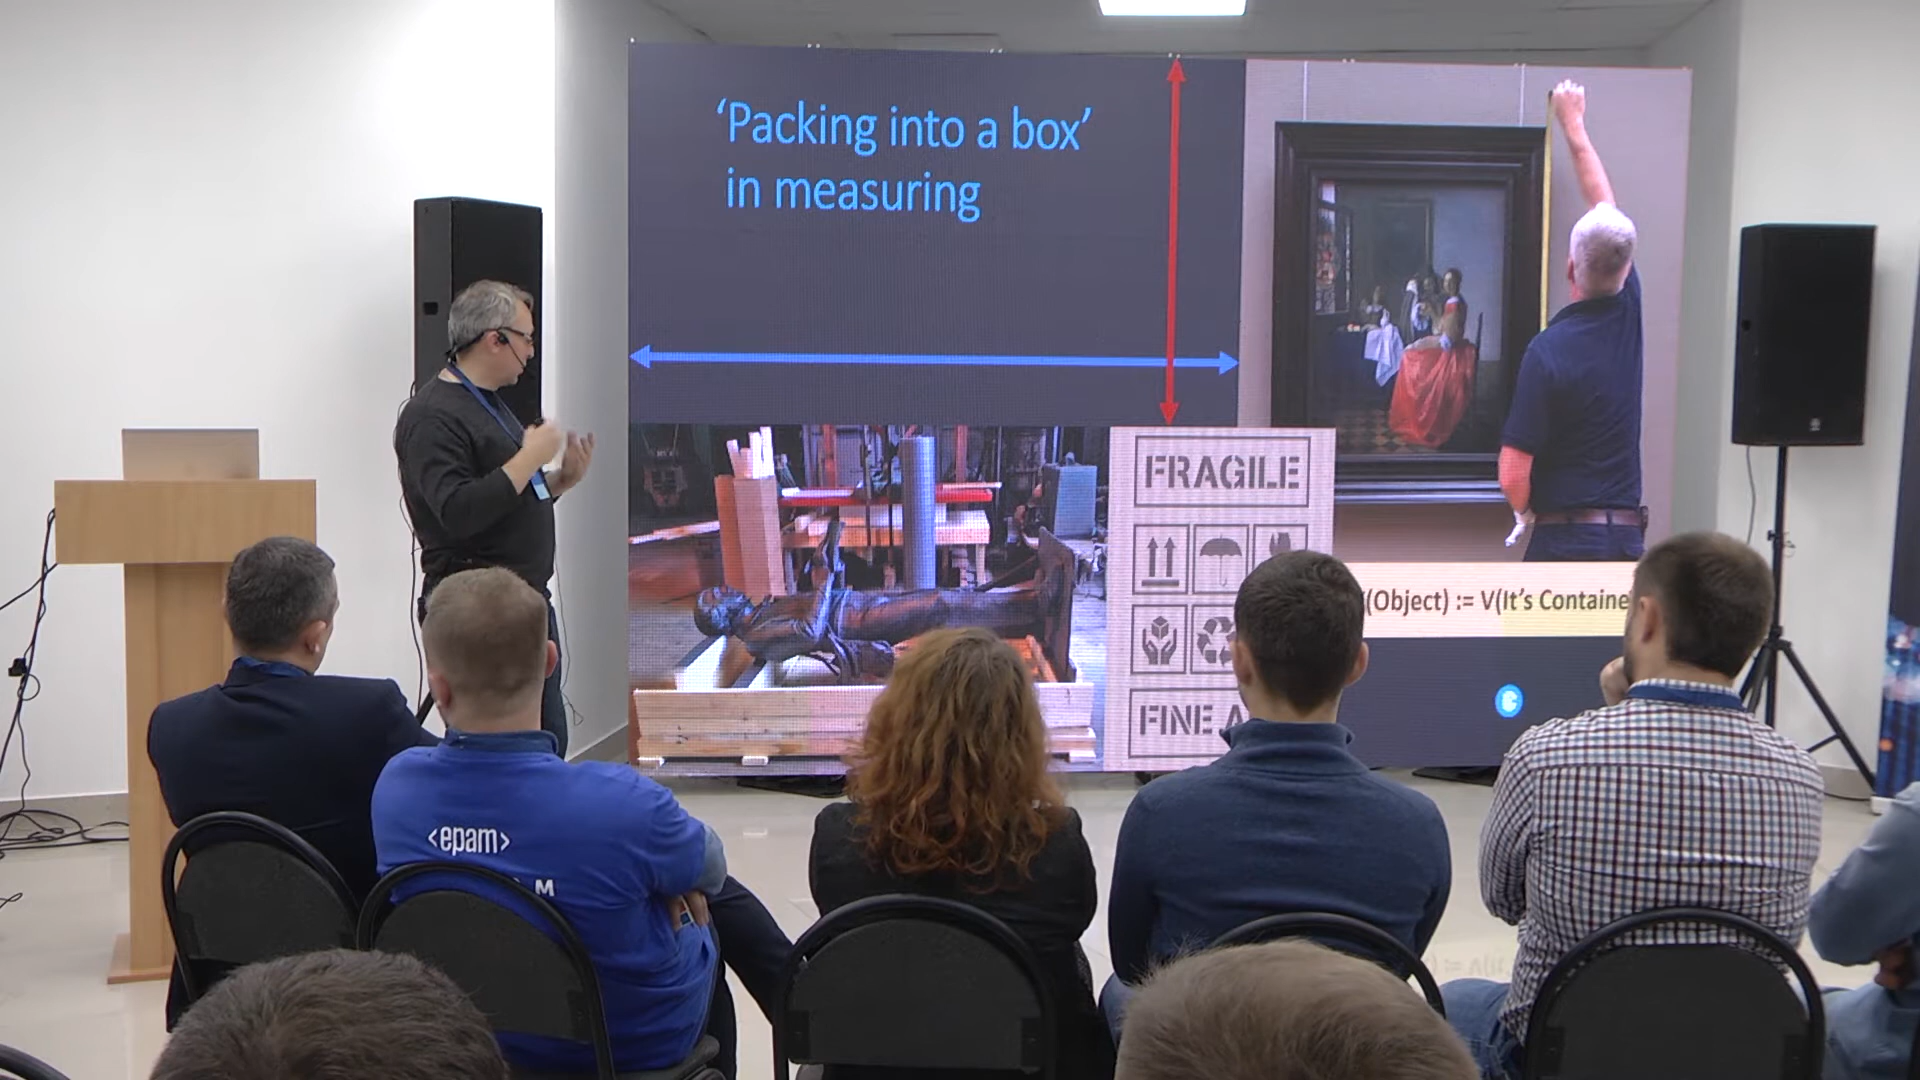 ‘Packing into a box’
in measuring
FRAGILE
(Object) := V(It’s Containe
FINE A
<epam>
M